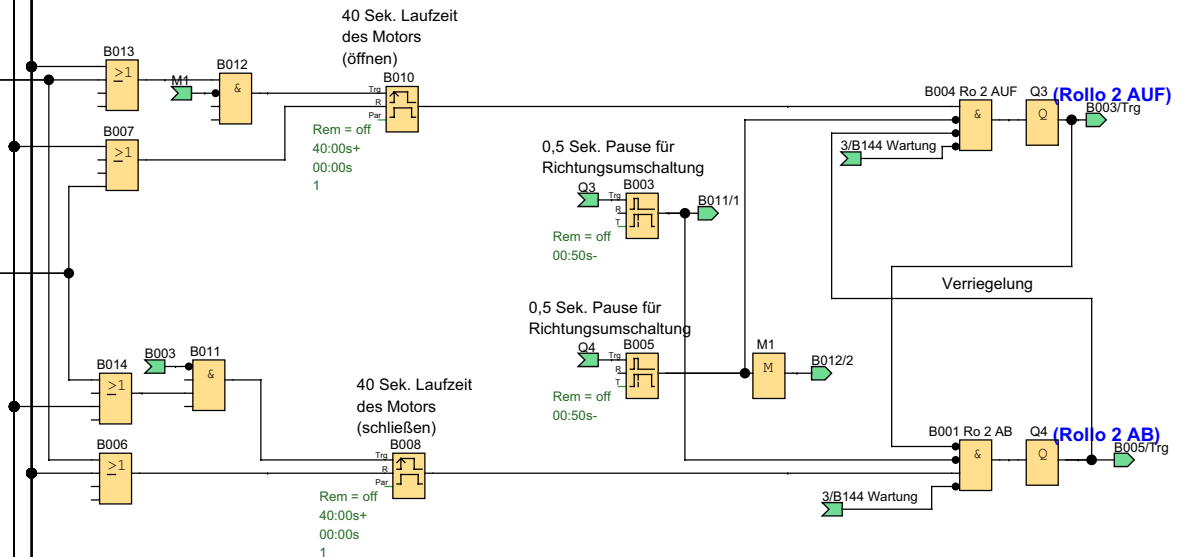 40 Sek. Laufzeit
des Motors
(öffnen)
B013
≥1
M1
B012
&
B010
Trg
R
Par
Rem = off
40:00s+
00:00s
1
B007
≥1
B004 Ro 2 AUF
&
Q3
Q
(Rollo 2 AUF)
B003/Trg
3/B144 Wartung
0,5 Sek. Pause für
Richtungsumschaltung
Q3
B003
Trg
R
T
B011/1
Rem = off
00:50s-
Verriegelung
0,5 Sek. Pause für
Richtungsumschaltung
Q4
B005
Trg
R
T
Rem = off
00:50s-
M1
M
B012/2
B014
≥1
B003
B011
&
40 Sek. Laufzeit
des Motors
(schließen)
B006
≥1
B008
Trg
R
Par
Rem = off
40:00s+
00:00s
1
B001 Ro 2 AB
&
Q4
Q
(Rollo 2 AB)
B005/Trg
3/B144 Wartung